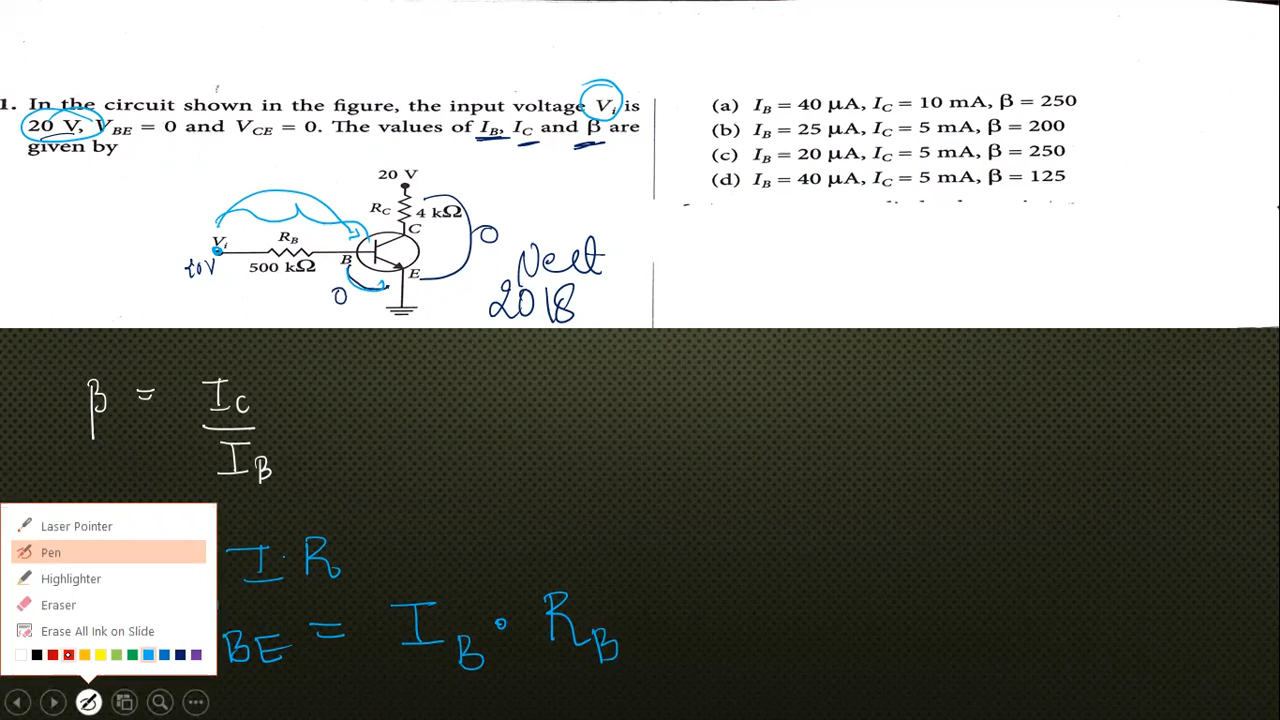 1. In the circuit shown in the figure, the input voltage Vi is
20 V, VBE = 0 and VCE = 0. The values of IB, IC and β are
given by
20 V
RC
4 kΩ
C
Vi
RB
500 kΩ
B
E
20V
0
0
Neet
2018
(a) IB = 40 μA, IC = 10 mA, β = 250
(b) IB = 25 μA, IC = 5 mA, β = 200
(c) IB = 20 μA, IC = 5 mA, β = 250
(d) IB = 40 μA, IC = 5 mA, β = 125
β = IC
IB
I · R
BE = IB · RB
Laser Pointer
Pen
Highlighter
Eraser
Erase All Ink on Slide